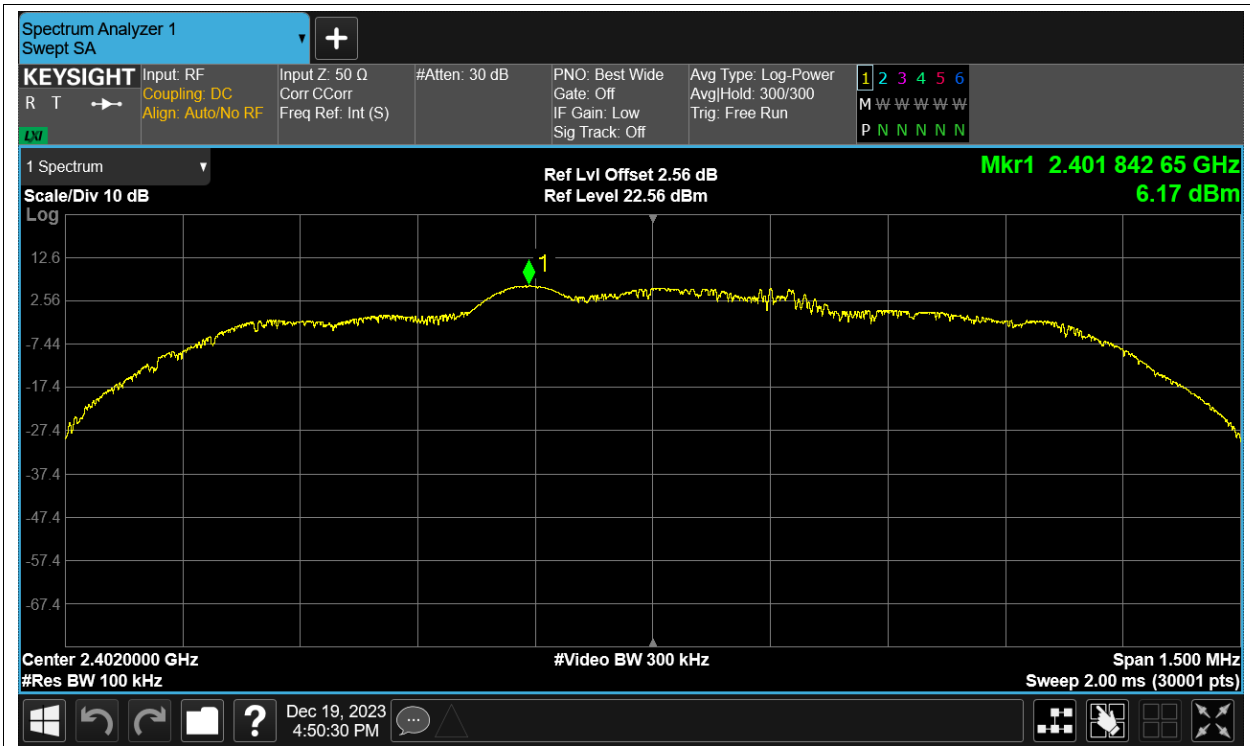 Spectrum Analyzer 1
Swept SA
KEYSIGHT
R T
LXI
Input: RF
Coupling: DC
Align: Auto/No RF
Input Z: 50 Ω
Corr CCorr
Freq Ref: Int (S)
#Atten: 30 dB
PNO: Best Wide
Gate: Off
IF Gain: Low
Sig Track: Off
Avg Type: Log-Power
Avg|Hold: 300/300
Trig: Free Run
1 2 3 4 5 6
M W W W W W
P N N N N N
1 Spectrum
Scale/Div 10 dB
Log
Ref Lvl Offset 2.56 dB
Ref Level 22.56 dBm
Mkr1 2.401 842 65 GHz
6.17 dBm
1
12.6
2.56
-7.44
-17.4
-27.4
-37.4
-47.4
-57.4
-67.4
Center 2.4020000 GHz
#Res BW 100 kHz
#Video BW 300 kHz
Span 1.500 MHz
Sweep 2.00 ms (30001 pts)
?
Dec 19, 2023
4:50:30 PM